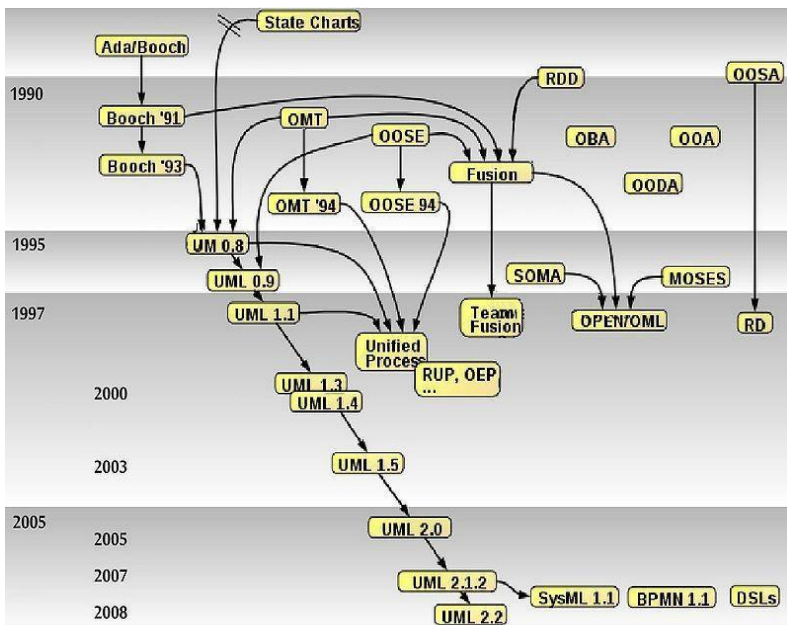 State Charts
Ada/Booch
1990
RDD
OOSA
Booch '91
OMT
OOSE
OBA
OOA
Booch '93
Fusion
OODA
OMT '94
OOSE 94
1995
UM 0.8
UML 0.9
SOMA
MOSES
1997
UML 1.1
Team
Fusion
OPEN/OML
RD
Unified
Process
RUP, OEP
...
UML 1.3
2000
UML 1.4
2003
UML 1.5
2005
UML 2.0
2005
2007
UML 2.1.2
SysML 1.1
BPMN 1.1
DSLs
2008
UML 2.2